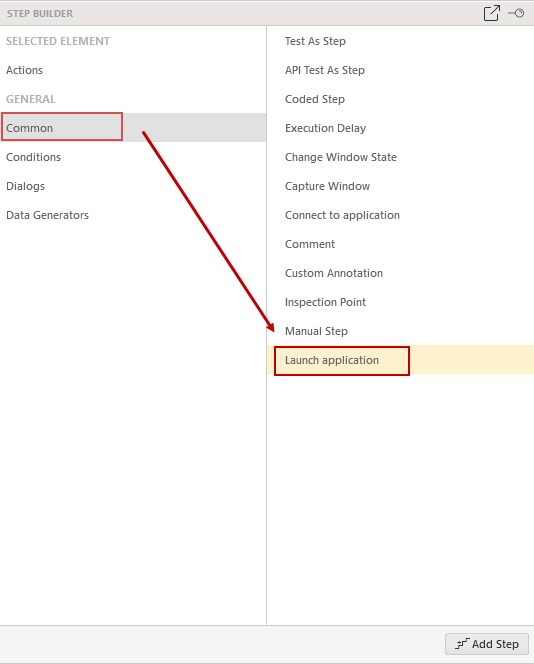 STEP BUILDER
SELECTED ELEMENT
Actions
GENERAL
Common
Conditions
Dialogs
Data Generators
Test As Step
API Test As Step
Coded Step
Execution Delay
Change Window State
Capture Window
Connect to application
Comment
Custom Annotation
Inspection Point
Manual Step
Launch application
Add Step